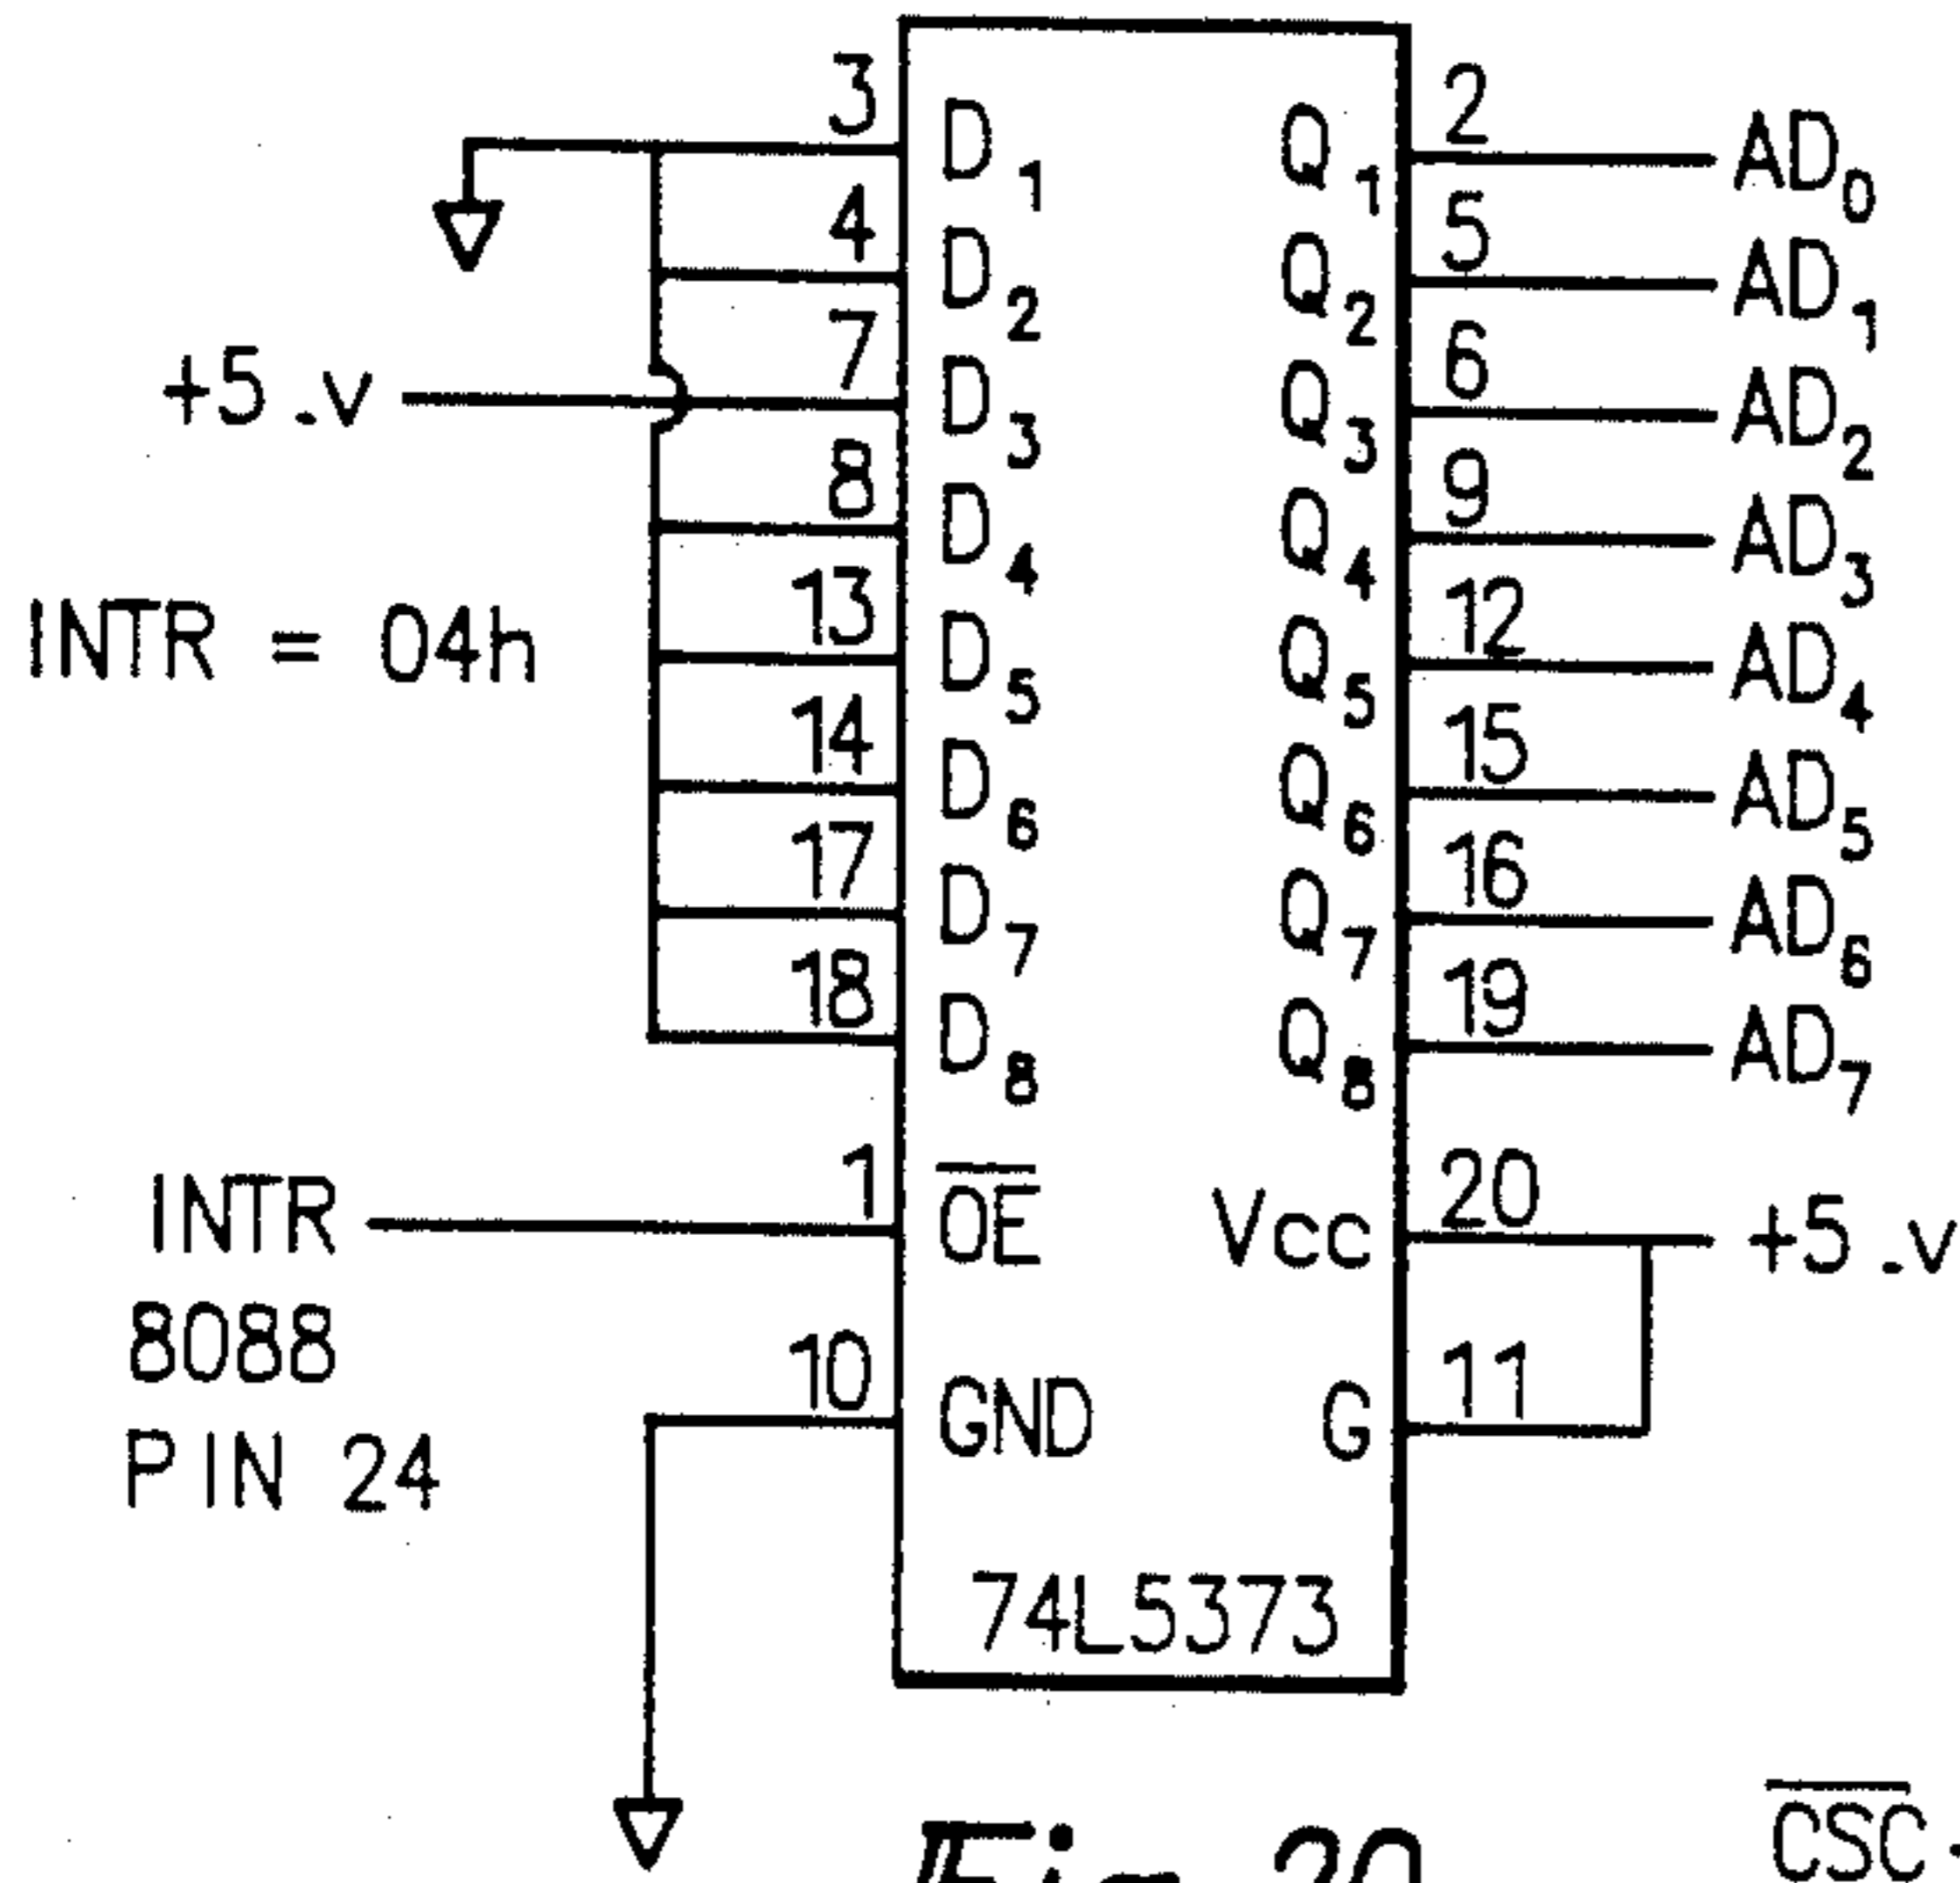 3 D1 Q1 2 AD0
4 D2 Q2 5 AD1
+5.v 7 D3 Q3 6 AD2
8 D4 Q4 9 AD3
INTR = 04h 13 D5 Q5 12 AD4
14 D6 Q6 15 AD5
17 D7 Q7 16 AD6
18 D8 Q8 19 AD7
INTR 1 O̅E̅ Vcc 20 +5.v
8088
PIN 24
10 GND G 11
74L5373
C̅S̅C̅